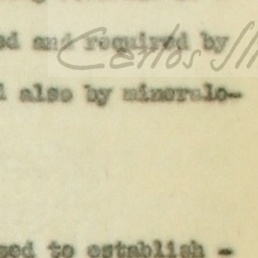 ed and required by
Carlos
also by mineralo-
sed to establish -